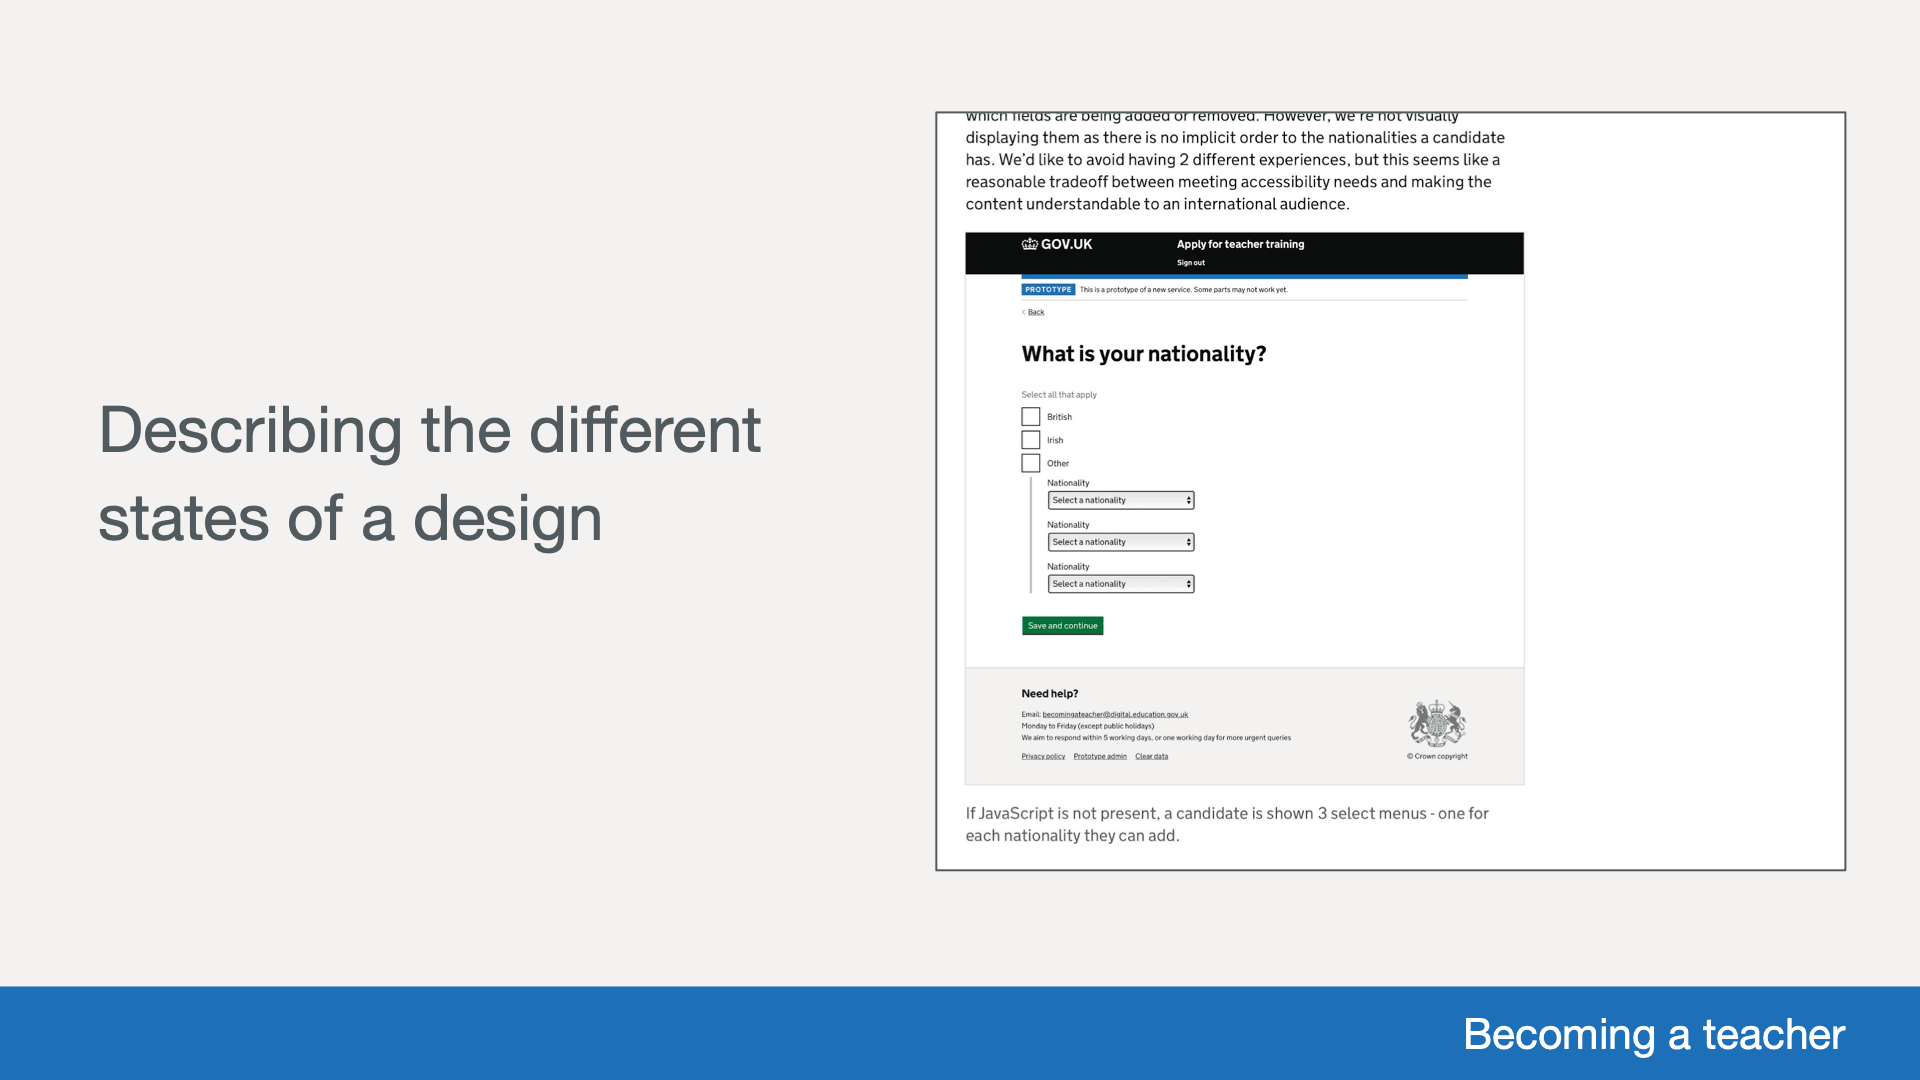 Describing the different
states of a design
which fields are being added or removed. However, we're not visually
displaying them as there is no implicit order to the nationalities a candidate
has. We'd like to avoid having 2 different experiences, but this seems like a
reasonable tradeoff between meeting accessibility needs and making the
content understandable to an international audience.
GOV.UK Apply for teacher training
Sign out
PROTOTYPE This is a prototype of a new service. Some parts may not work yet.
< Back
What is your nationality?
Select all that apply
British
Irish
Other
Nationality
Select a nationality
Nationality
Select a nationality
Nationality
Select a nationality
Save and continue
Need help?
Email: becomingateacher@digital.education.gov.uk
Monday to Friday (except public holidays)
We aim to respond within 5 working days, or one working day for more urgent queries
Privacy policy Prototype admin Clear data
© Crown copyright
If JavaScript is not present, a candidate is shown 3 select menus - one for
each nationality they can add.
Becoming a teacher